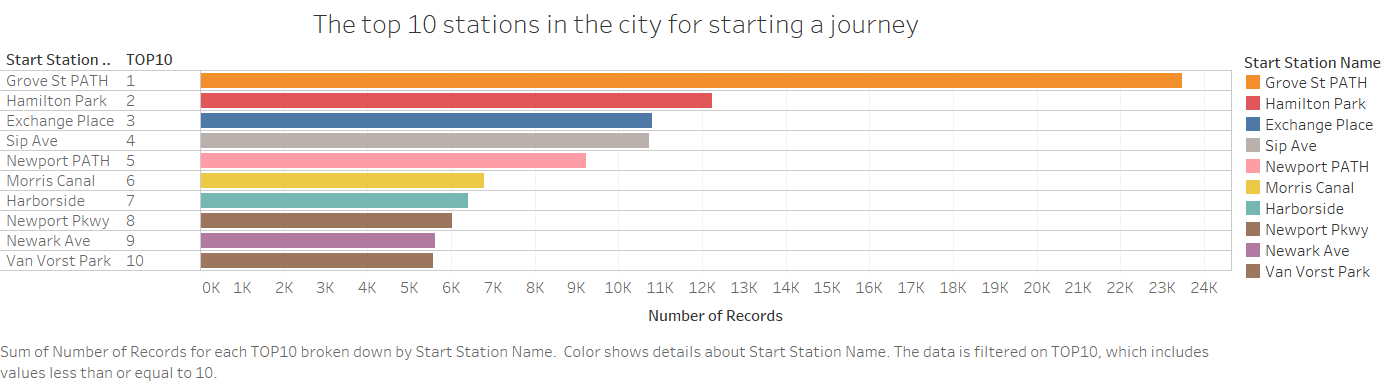 The top 10 stations in the city for starting a journey
Start Station .. TOP10
Grove St PATH 1
Hamilton Park 2
Exchange Place 3
Sip Ave 4
Newport PATH 5
Morris Canal 6
Harborside 7
Newport Pkwy 8
Newark Ave 9
Van Vorst Park 10
0K 1K 2K 3K 4K 5K 6K 7K 8K 9K 10K 11K 12K 13K 14K 15K 16K 17K 18K 19K 20K 21K 22K 23K 24K
Number of Records
Start Station Name
Grove St PATH
Hamilton Park
Exchange Place
Sip Ave
Newport PATH
Morris Canal
Harborside
Newport Pkwy
Newark Ave
Van Vorst Park
Sum of Number of Records for each TOP10 broken down by Start Station Name. Color shows details about Start Station Name. The data is filtered on TOP10, which includes
values less than or equal to 10.